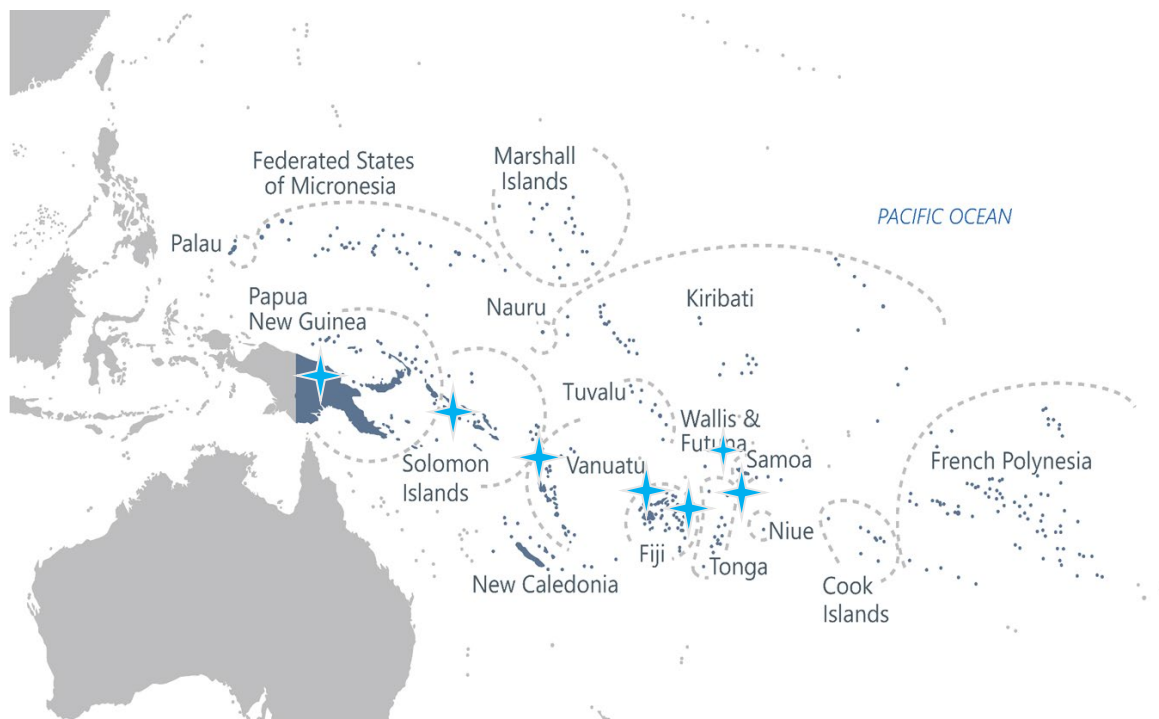 Federated States
of Micronesia
Marshall
Islands
PACIFIC OCEAN
Palau
Papua
New Guinea
Nauru
Kiribati
Tuvalu
Wallis &
Futuna
Samoa
Solomon
Islands
Vanuatu
French Polynesia
Fiji
Niue
Tonga
New Caledonia
Cook
Islands